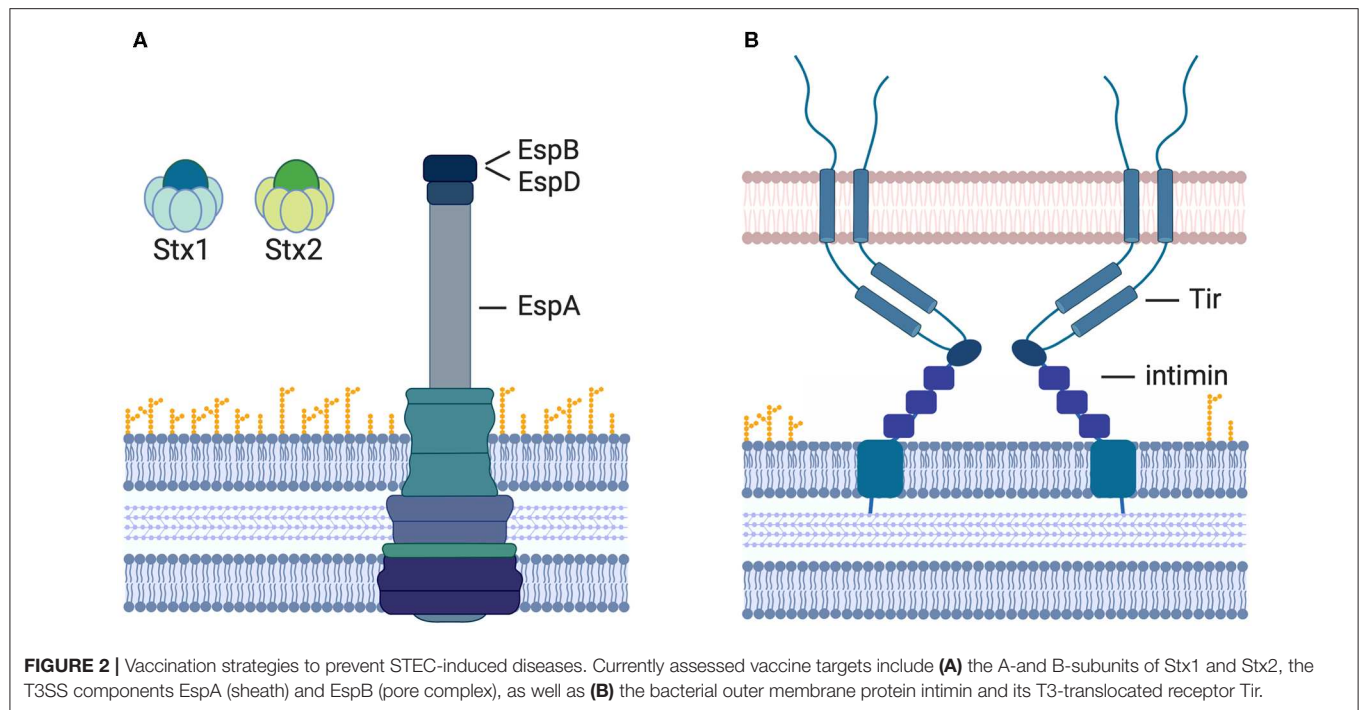 A
B
EspB
EspD
Stx1
Stx2
EspA
Tir
intimin
FIGURE 2 | Vaccination strategies to prevent STEC-induced diseases. Currently assessed vaccine targets include (A) the A-and B-subunits of Stx1 and Stx2, the
T3SS components EspA (sheath) and EspB (pore complex), as well as (B) the bacterial outer membrane protein intimin and its T3-translocated receptor Tir.